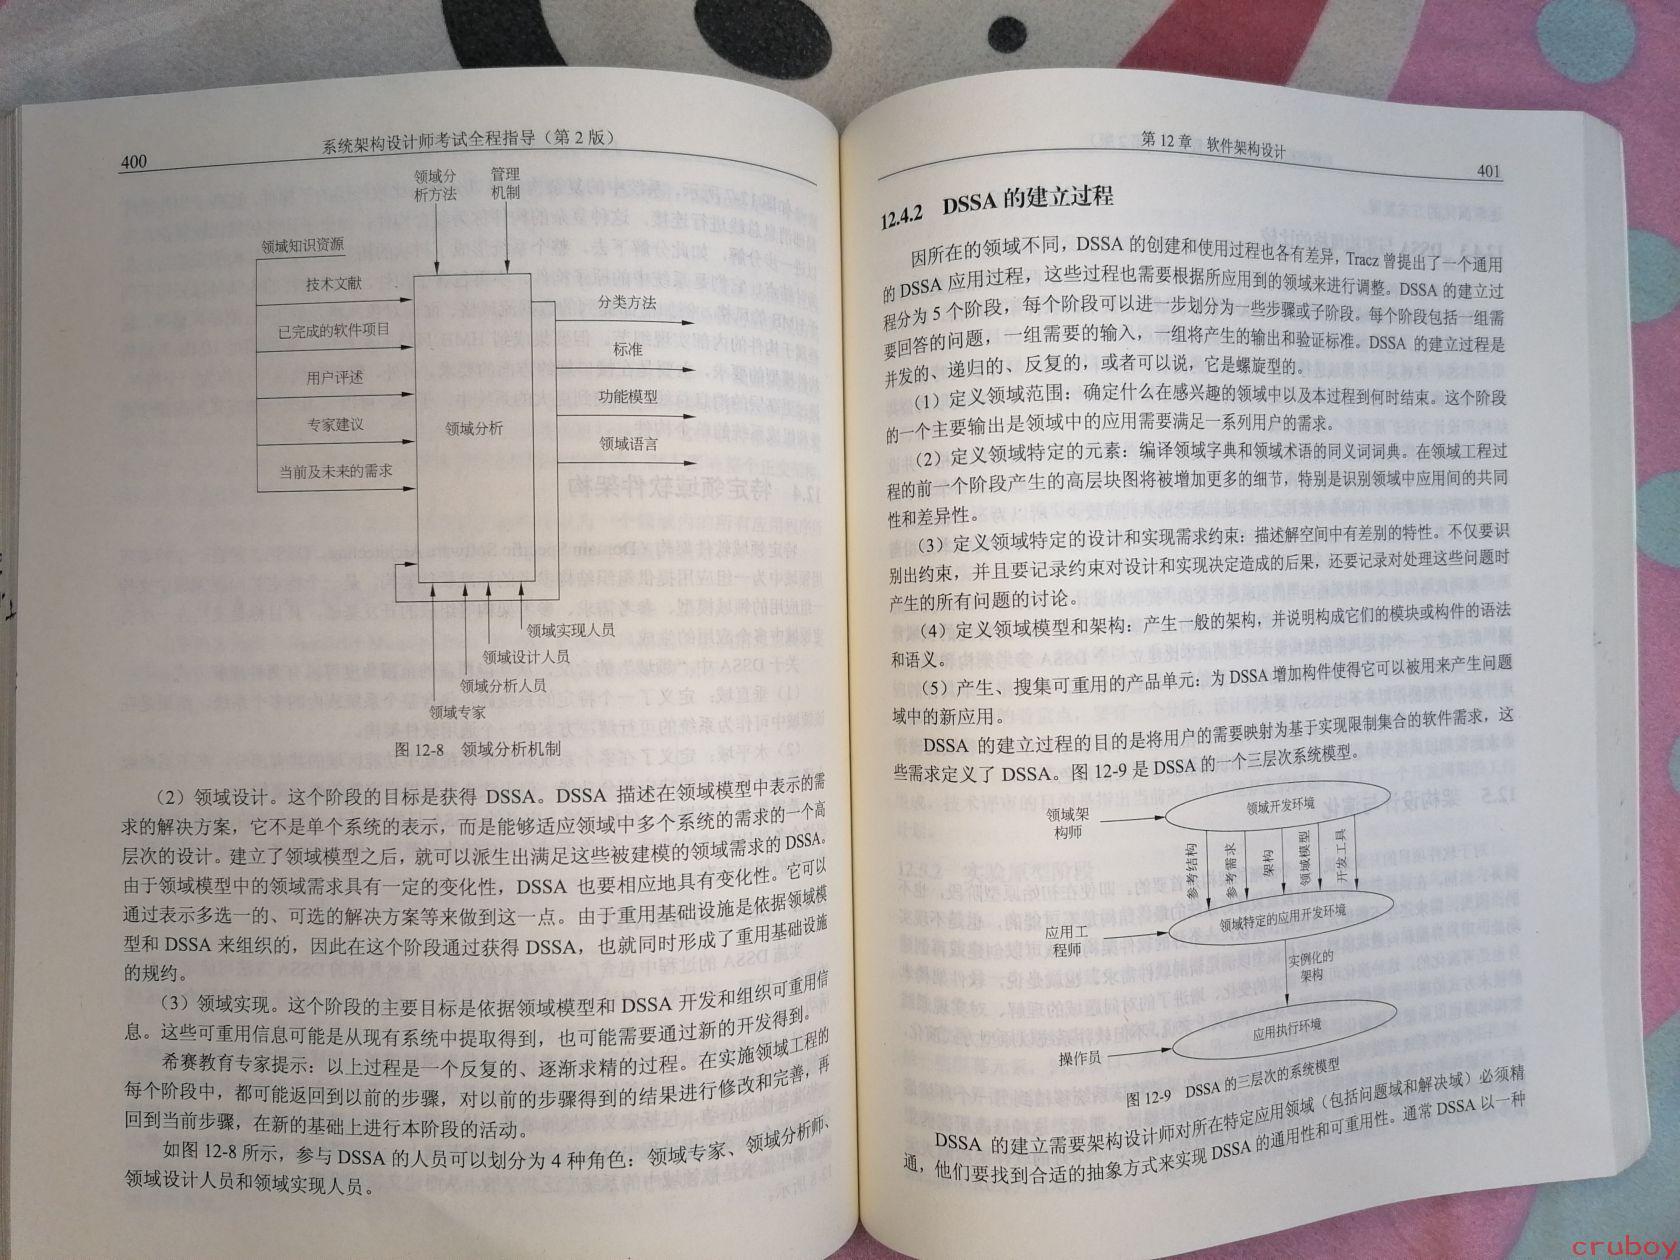 400
系统架构设计师考试全程指导（第 2 版）
领域分
析方法
管理
机制
领域知识资源
技术文献
已完成的软件项目
用户评述
专家建议
当前及未来的需求
领域分析
分类方法
标准
功能模型
领域语言
领域实现人员
领域设计人员
领域分析人员
领域专家
图 12-8 领域分析机制
（2）领域设计。这个阶段的目标是获得 DSSA。DSSA 描述在领域模型中表示的需
求的解决方案，它不是单个系统的表示，而是能够适应领域中多个系统的需求的一个高
层次的设计。建立了领域模型之后，就可以派生出满足这些被建模的领域需求的 DSSA。
由于领域模型中的领域需求具有一定的变化性，DSSA 也要相应地具有变化性。它可以
通过表示多选一的、可选的解决方案等来做到这一点。由于重用基础设施是依据领域模
型和 DSSA 来组织的，因此在这个阶段通过获得 DSSA，也就同时形成了重用基础设施
的规约。
（3）领域实现。这个阶段的主要目标是依据领域模型和 DSSA 开发和组织可重用信
息。这些可重用信息可能是从现有系统中提取得到，也可能需要通过新的开发得到。
希赛教育专家提示：以上过程是一个反复的、逐渐求精的过程。在实施领域工程的
每个阶段中，都可能返回到以前的步骤，对以前的步骤得到的结果进行修改和完善，再
回到当前步骤，在新的基础上进行本阶段的活动。
如图 12-8 所示，参与 DSSA 的人员可以划分为 4 种角色：领域专家、领域分析师、
领域设计人员和领域实现人员。
第 12 章 软件架构设计
401
12.4.2 DSSA 的建立过程
因所在的领域不同，DSSA 的创建和使用过程也各有差异，Tracz 曾提出了一个通用
的 DSSA 应用过程，这些过程也需要根据所应用到的领域来进行调整。DSSA 的建立过
程分为 5 个阶段，每个阶段可以进一步划分为一些步骤或子阶段。每个阶段包括一组需
要回答的问题，一组需要的输入，一组将产生的输出和验证标准。DSSA 的建立过程是
并发的、递归的、反复的，或者可以说，它是螺旋型的。
（1）定义领域范围：确定什么在感兴趣的领域中以及本过程到何时结束。这个阶段
的一个主要输出是领域中的应用需要满足一系列用户的需求。
（2）定义领域特定的元素：编译领域字典和领域术语的同义词词典。在领域工程过
程的前一个阶段产生的高层块图将被增加更多的细节，特别是识别领域中应用间的共同
性和差异性。
（3）定义领域特定的设计和实现需求约束：描述解空间中有差别的特性。不仅要识
别出约束，并且要记录约束对设计和实现决定造成的后果，还要记录对处理这些问题时
产生的所有问题的讨论。
（4）定义领域模型和架构：产生一般的架构，并说明构成它们的模块或构件的语法
和语义。
（5）产生、搜集可重用的产品单元：为 DSSA 增加构件使得它可以被用来产生问题
域中的新应用。
DSSA 的建立过程的目的是将用户的需要映射为基于实现限制集合的软件需求，这
些需求定义了 DSSA。图 12-9 是 DSSA 的一个三层次系统模型。
领域架
构师
领域开发环境
参考结构
参考需求
架构
领域模型
开发工具
应用工
程师
领域特定的应用开发环境
实例化的
架构
操作员
应用执行环境
图 12-9 DSSA 的三层次的系统模型
DSSA 的建立需要架构设计师对所在特定应用领域（包括问题域和解决域）必须精
通，他们要找到合适的抽象方式来实现 DSSA 的通用性和可重用性。通常 DSSA 以一种
cruboy